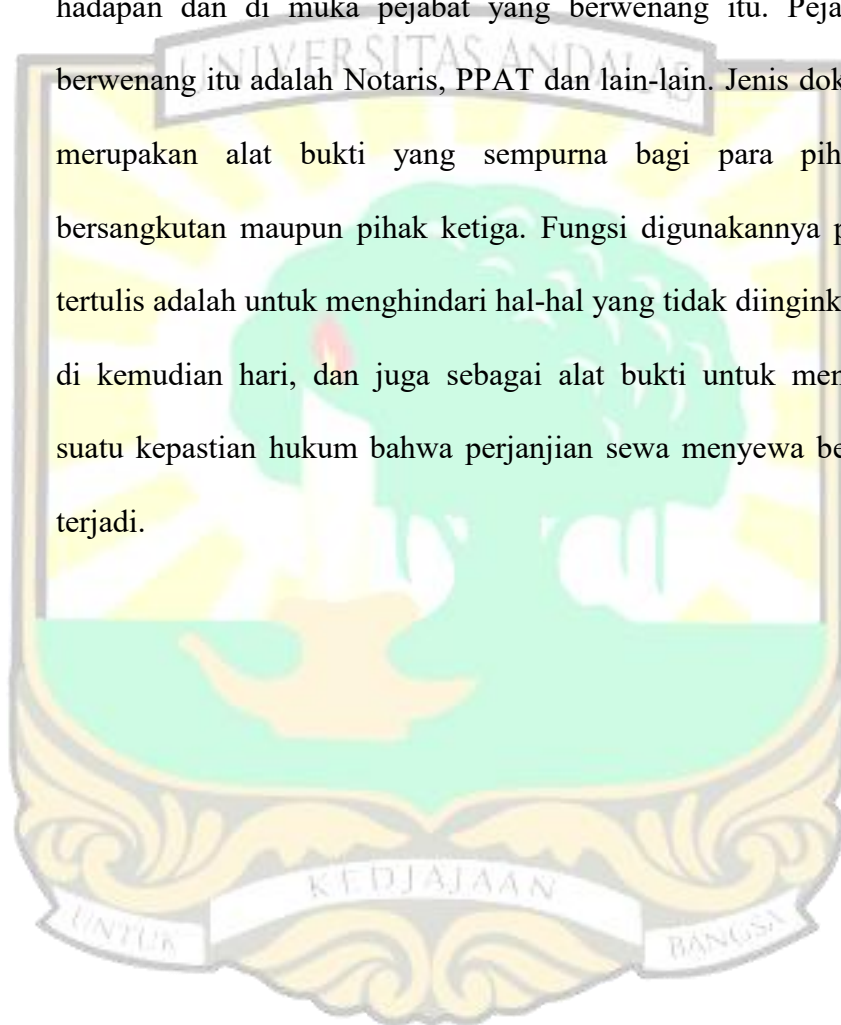 hadapan dan di muka pejabat yang berwenang itu. Peja
UNIVERSITAS ANDALAS
berwenang itu adalah Notaris, PPAT dan lain-lain. Jenis dok
merupakan alat bukti yang sempurna bagi para pih
bersangkutan maupun pihak ketiga. Fungsi digunakannya p
tertulis adalah untuk menghindari hal-hal yang tidak diingink
di kemudian hari, dan juga sebagai alat bukti untuk men
suatu kepastian hukum bahwa perjanjian sewa menyewa be
terjadi.
UNTUK KEDJAJAAN BANGSA